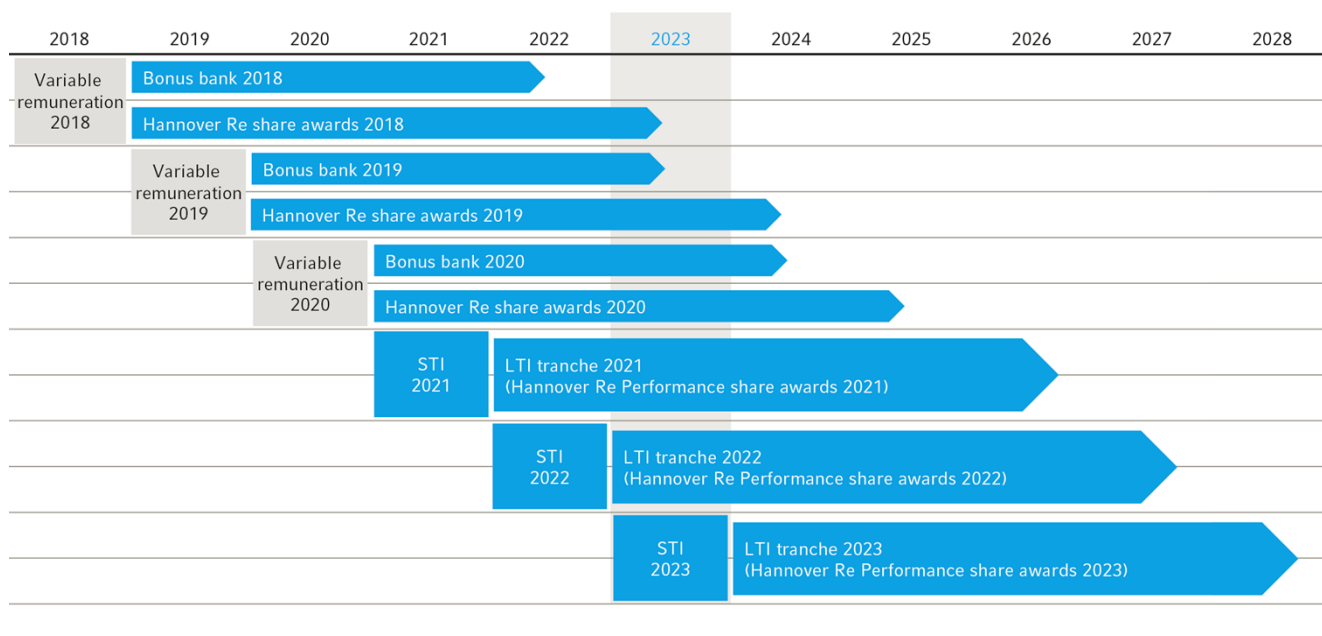 2018 2019 2020 2021 2022 2023 2024 2025 2026 2027 2028
Variable
remuneration
2018
Bonus bank 2018
Hannover Re share awards 2018
Variable
remuneration
2019
Bonus bank 2019
Hannover Re share awards 2019
Variable
remuneration
2020
Bonus bank 2020
Hannover Re share awards 2020
STI
2021
LTI tranche 2021
(Hannover Re Performance share awards 2021)
STI
2022
LTI tranche 2022
(Hannover Re Performance share awards 2022)
STI
2023
LTI tranche 2023
(Hannover Re Performance share awards 2023)